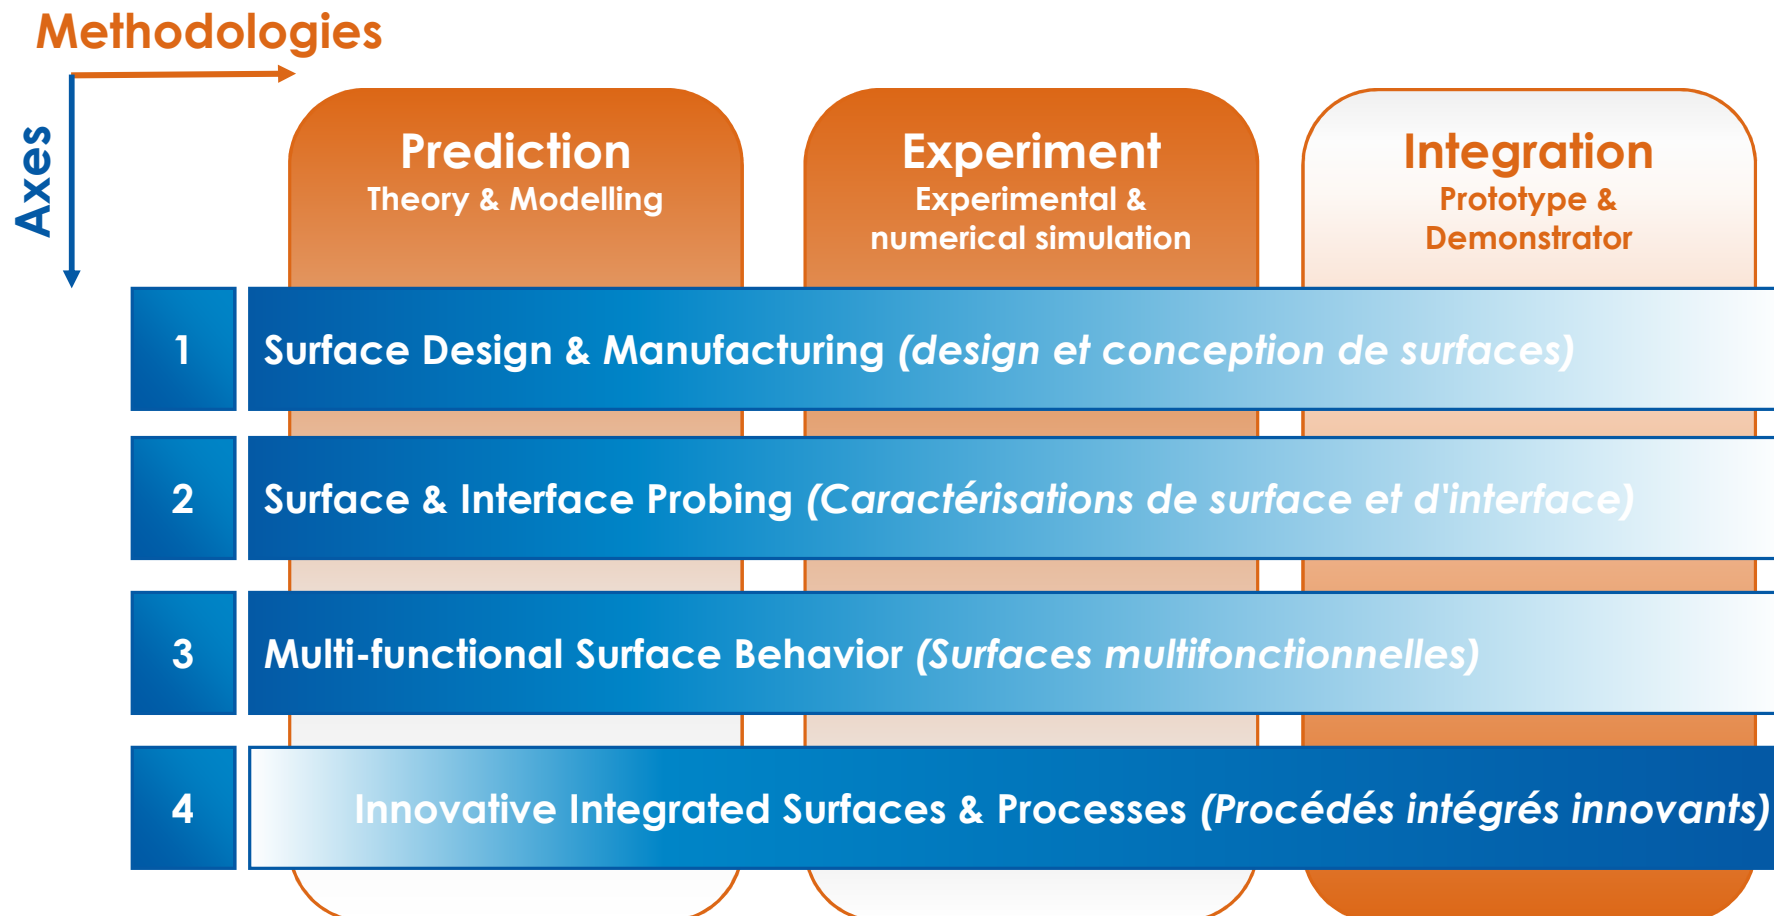 Methodologies
Axes
Prediction
Theory & Modelling
Experiment
Experimental &
numerical simulation
Integration
Prototype &
Demonstrator
1
Surface Design & Manufacturing (design et conception de surfaces)
2
Surface & Interface Probing (Caractérisations de surface et d'interface)
3
Multi-functional Surface Behavior (Surfaces multifonctionnelles)
4
Innovative Integrated Surfaces & Processes (Procédés intégrés innovants)